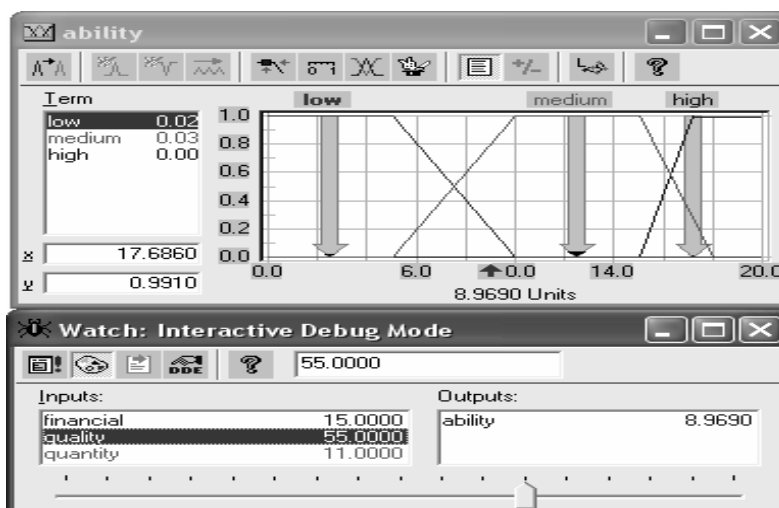 ability
Term
low 0.02
medium 0.03
high 0.00
x 17.6860
y 0.9910
low medium high
1.0
0.8
0.6
0.4
0.2
0.0
0.0 6.0 0.0 14.0 20.0
8.9690 Units
Watch: Interactive Debug Mode
DDE 55.0000
Inputs: Outputs:
financial 15.0000 ability 8.9690
quality 55.0000
quantity 11.0000